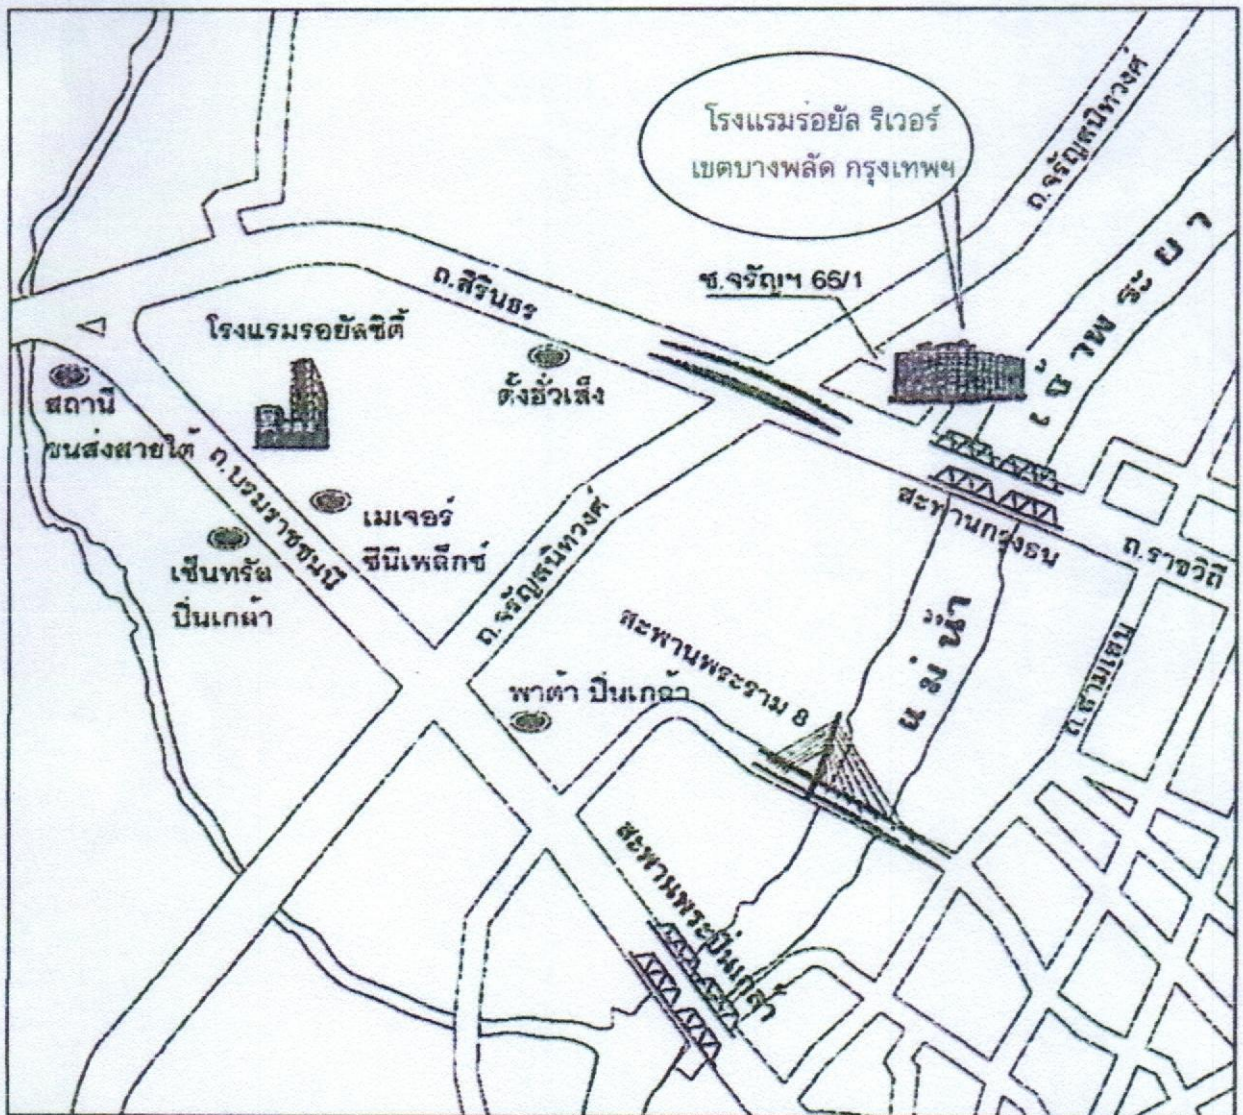 โรงแรมรอยัล ริเวอร์
เขตบางพลัด กรุงเทพฯ
ถ.จรัญสนิทวงศ์
ซ.จรัญฯ 66/1
ถ.สิรินธร
เจ้าพระยา
โรงแรมรอยัลซิตี้
ตั้งฮั่วเส็ง
สถานี
ขนส่งสายใต้
ถ.บรมราชชนนี
เมเจอร์
ซีนีเพล็กซ์
เซ็นทรัล
ปิ่นเกล้า
ถ.จรัญสนิทวงศ์
สะพานกรุงธน
ถ.ราชวิถี
แม่น้ำ
สะพานพระราม 8
ถ.สามเสน
พาต้า ปิ่นเกล้า
สะพานพระปิ่นเกล้า